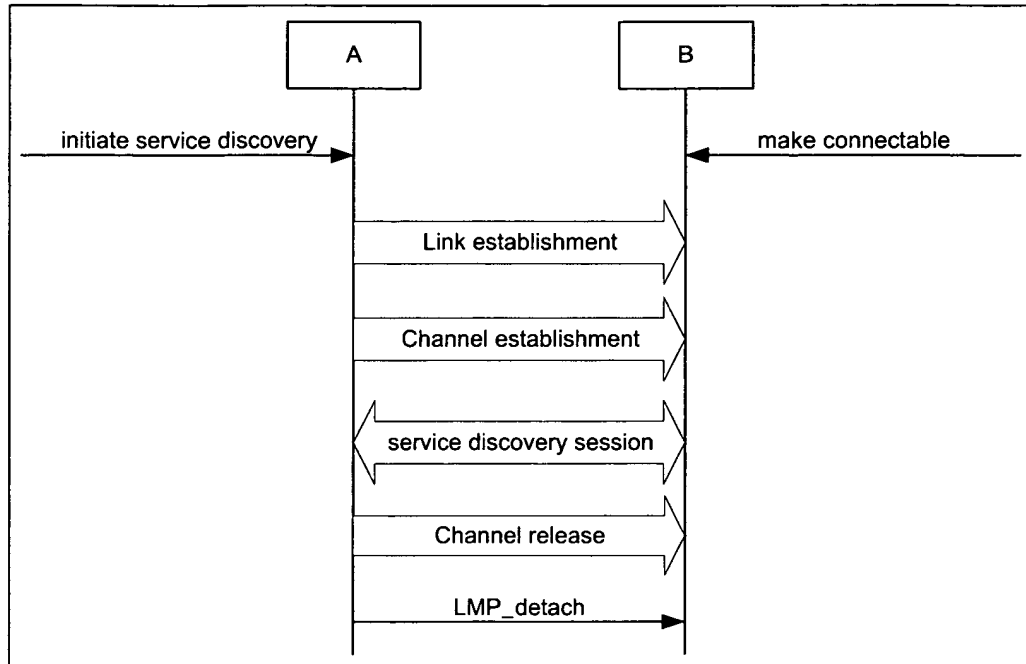 A
B
initiate service discovery
make connectable
Link establishment
Channel establishment
service discovery session
Channel release
LMP_detach